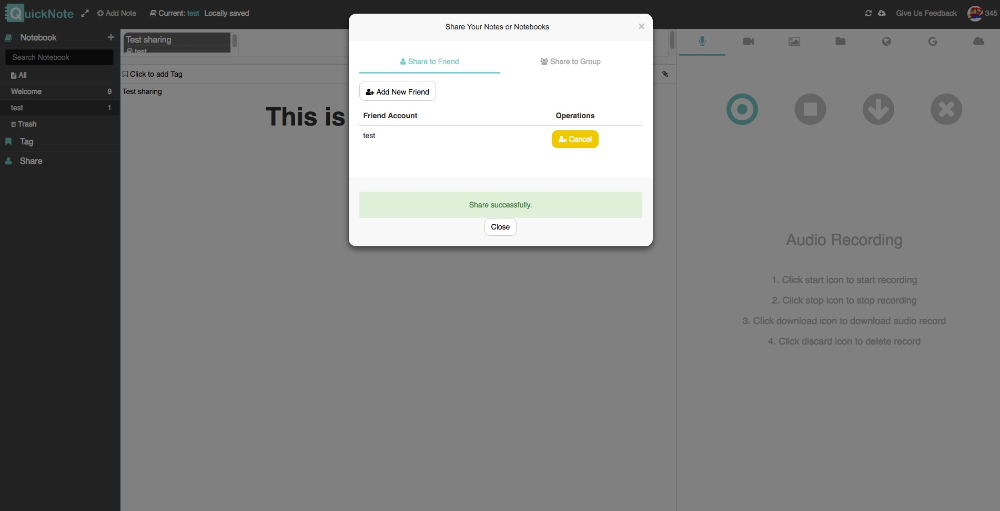 QuickNote
Add Note
Current: test
Locally saved
Give Us Feedback
345
Notebook
Search Notebook
All
Welcome 9
test 1
Trash
Tag
Share
Test sharing
test
Click to add Tag
Test sharing
This is
Share Your Notes or Notebooks
Share to Friend
Share to Group
Add New Friend
Friend Account Operations
test Cancel
Share successfully.
Close
Audio Recording
1. Click start icon to start recording
2. Click stop icon to stop recording
3. Click download icon to download audio record
4. Click discard icon to delete record